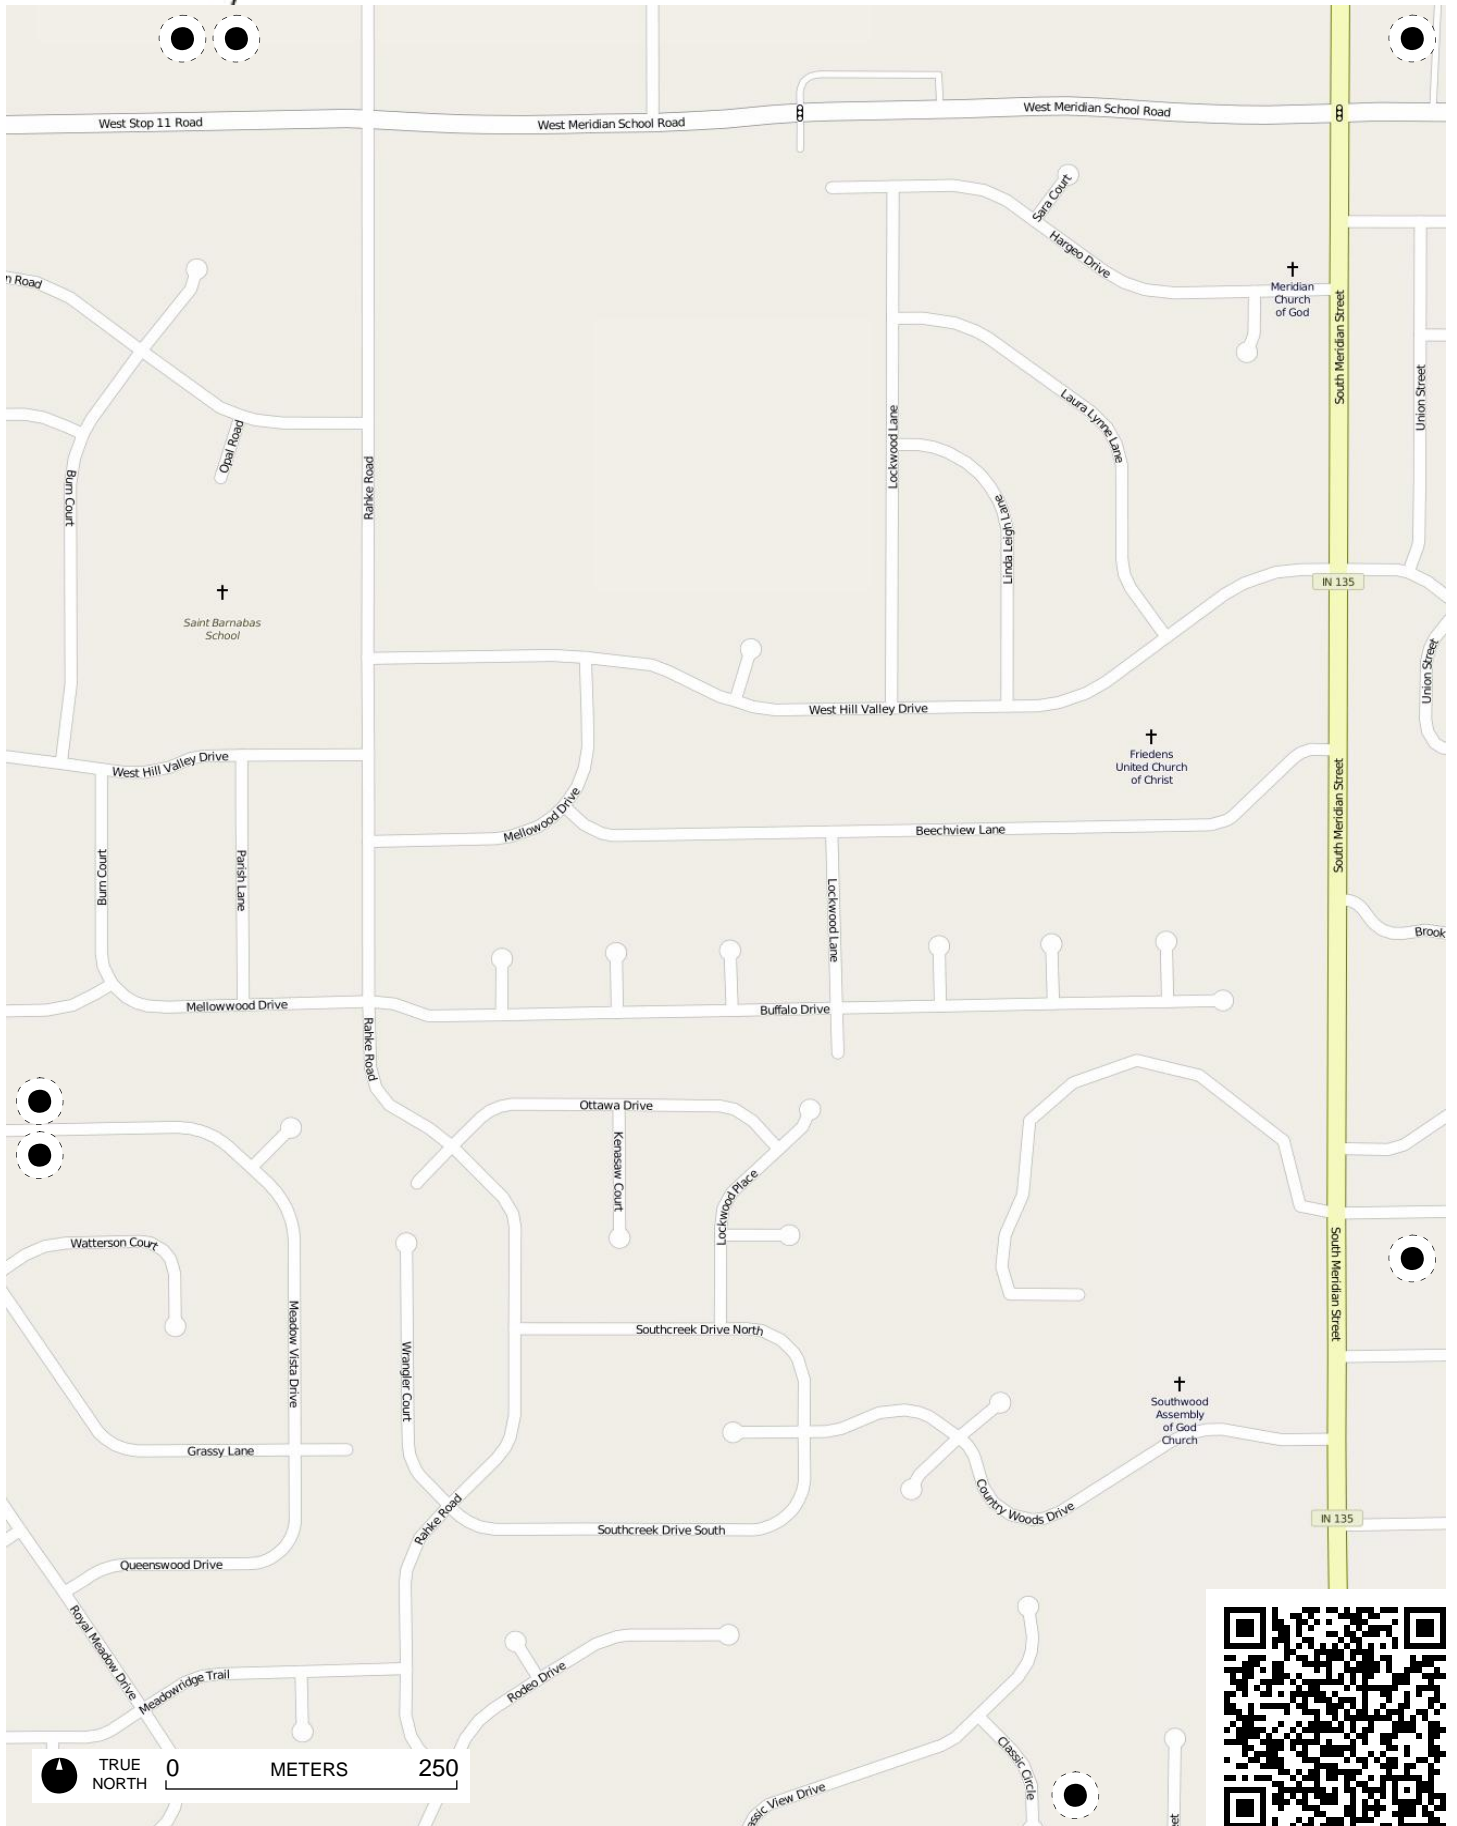 West Stop 11 Road
West Meridian School Road
West Meridian School Road
Sara Court
Hargeo Drive
Meridian
Church
of God
n Road
South Meridian Street
Union Street
Laura Lynne Lane
Lockwood Lane
Opal Road
Burn Court
Rahke Road
Linda Leigh Lane
IN 135
Saint Barnabas
School
Union Street
West Hill Valley Drive
Friedens
United Church
of Christ
West Hill Valley Drive
South Meridian Street
Mellowood Drive
Beechview Lane
Burn Court
Parish Lane
Lockwood Lane
Brook
Mellowwood Drive
Buffalo Drive
Rahke Road
Ottawa Drive
Kenasaw Court
Lockwood Place
Watterson Court
South Meridian Street
Meadow Vista Drive
Southcreek Drive North
Wrangler Court
Southwood
Assembly
of God
Church
Grassy Lane
Country Woods Drive
Rahke Road
Southcreek Drive South
IN 135
Queenswood Drive
Royal Meadow Drive
Meadowridge Trail
Rodeo Drive
Classic Circle
assic View Drive
eet
TRUE
NORTH
0 METERS 250